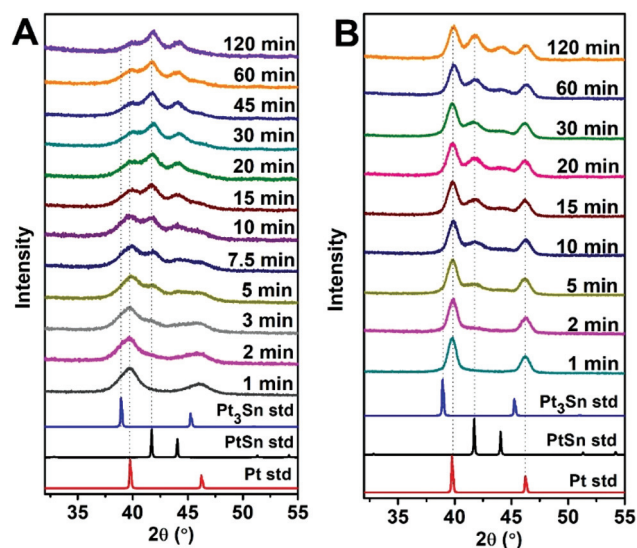 A
120 min
60 min
45 min
30 min
20 min
15 min
10 min
7.5 min
5 min
3 min
2 min
1 min
Pt₃Sn std
PtSn std
Pt std
Intensity
35 40 45 50 55
2θ (°)
B
120 min
60 min
30 min
20 min
15 min
10 min
5 min
2 min
1 min
Pt₃Sn std
PtSn std
Pt std
Intensity
35 40 45 50 55
2θ (°)